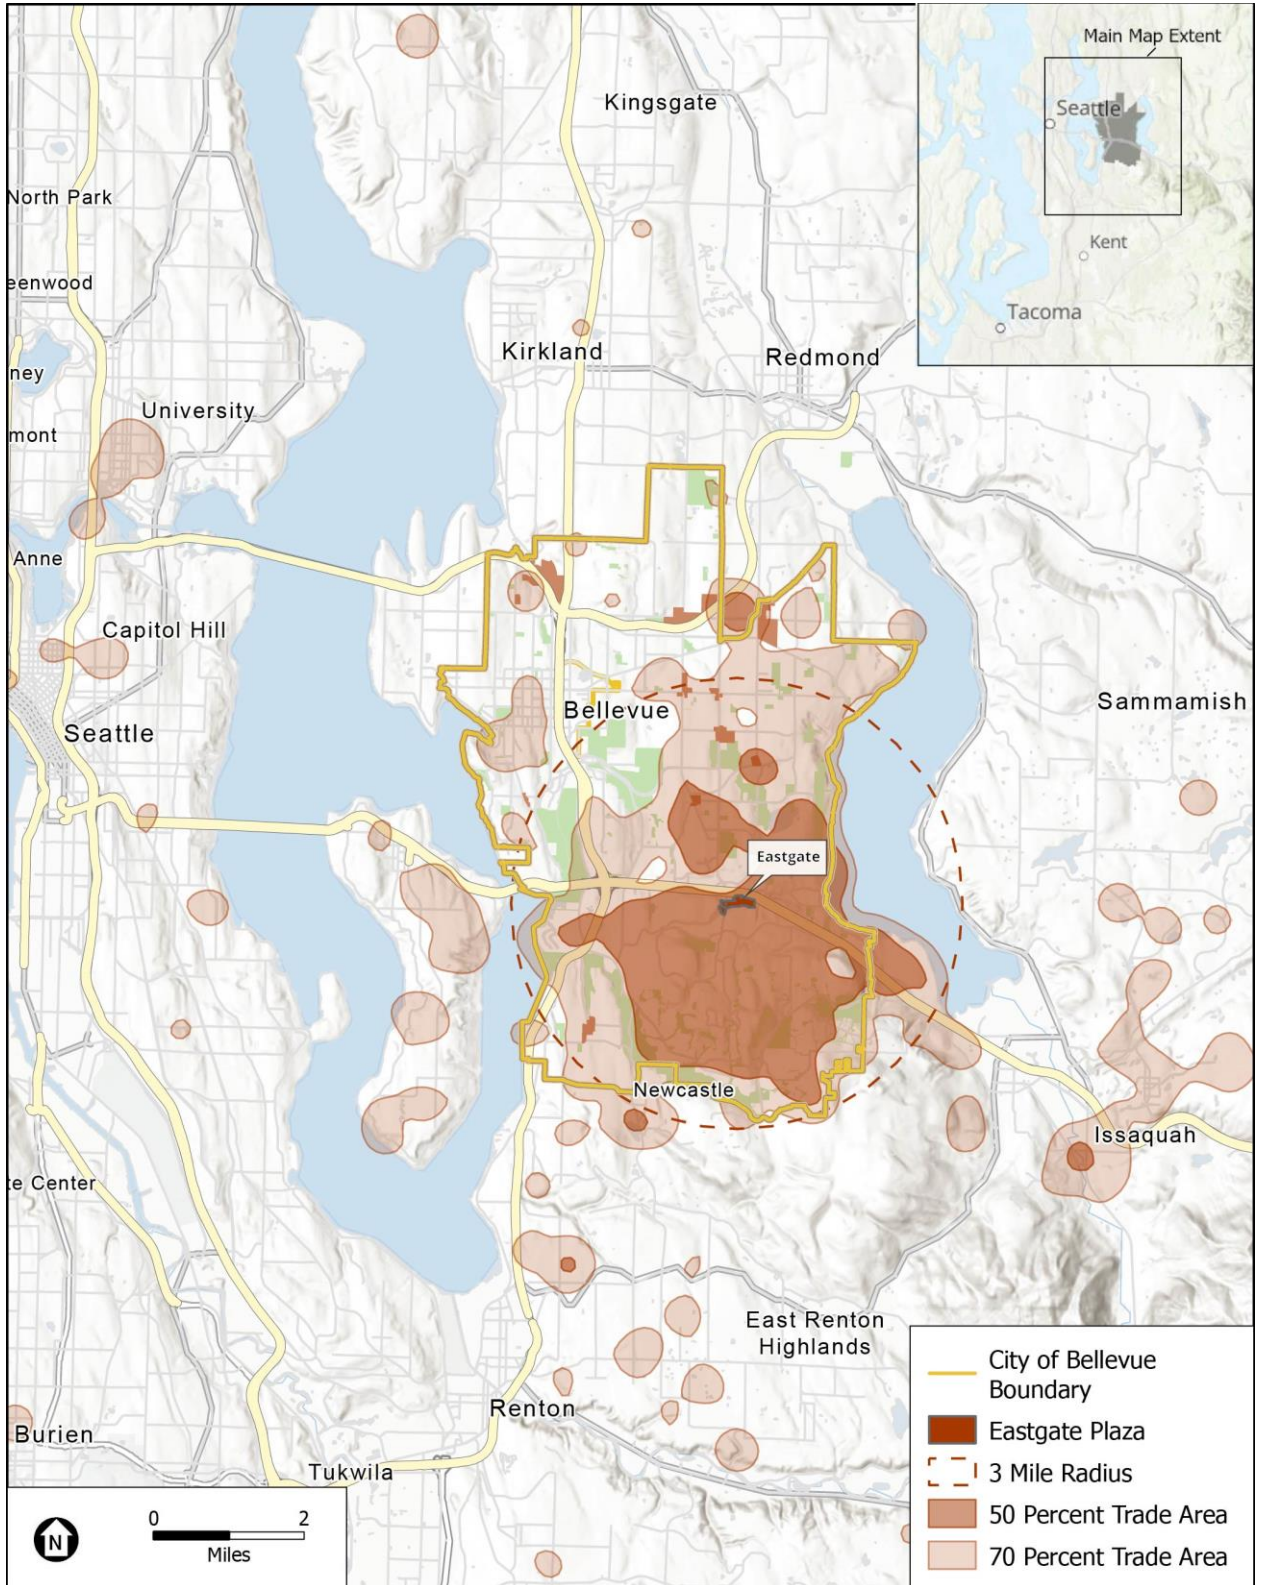 Main Map Extent
Seattle
Kent
Tacoma
Kingsgate
North Park
eenwood
Kirkland
Redmond
ney
University
mont
Anne
Capitol Hill
Sammamish
Bellevue
Seattle
Eastgate
Newcastle
Issaquah
te Center
East Renton
Highlands
Renton
Burien
Tukwila
City of Bellevue
Boundary
Eastgate Plaza
3 Mile Radius
50 Percent Trade Area
70 Percent Trade Area
0 2
Miles
N